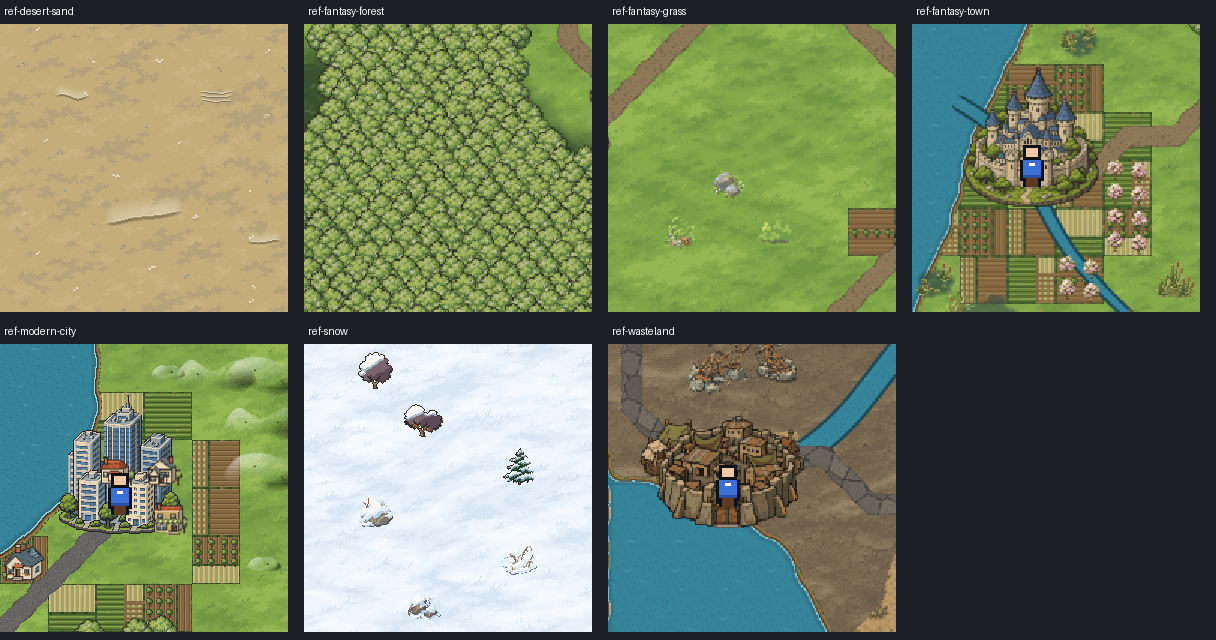 ref-desert-sand
ref-fantasy-forest
ref-fantasy-grass
ref-fantasy-town
ref-modern-city
ref-snow
ref-wasteland